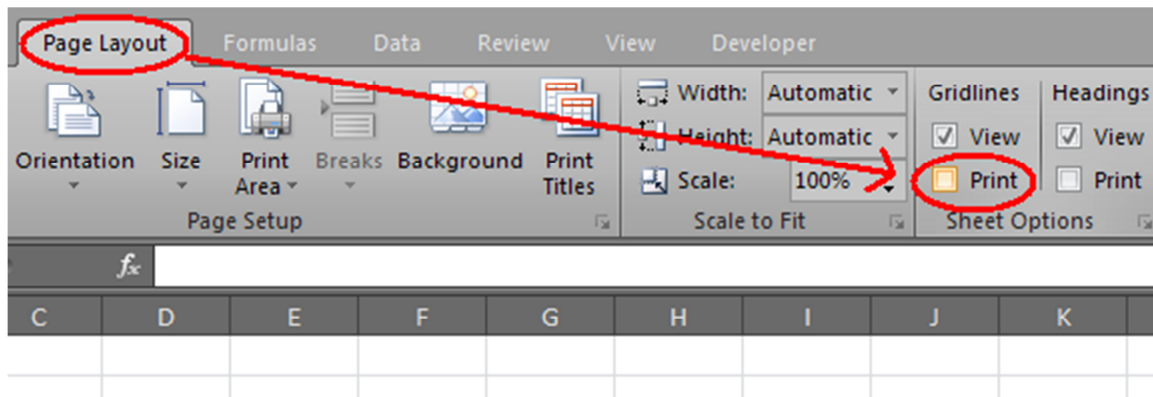 Page Layout Formulas Data Review View Developer
Width: Automatic Gridlines Headings
Height: Automatic View View
Orientation Size Print Area Breaks Background Print Titles Scale: 100% Print Print
Page Setup Scale to Fit Sheet Options
fx
C D E F G H I J K